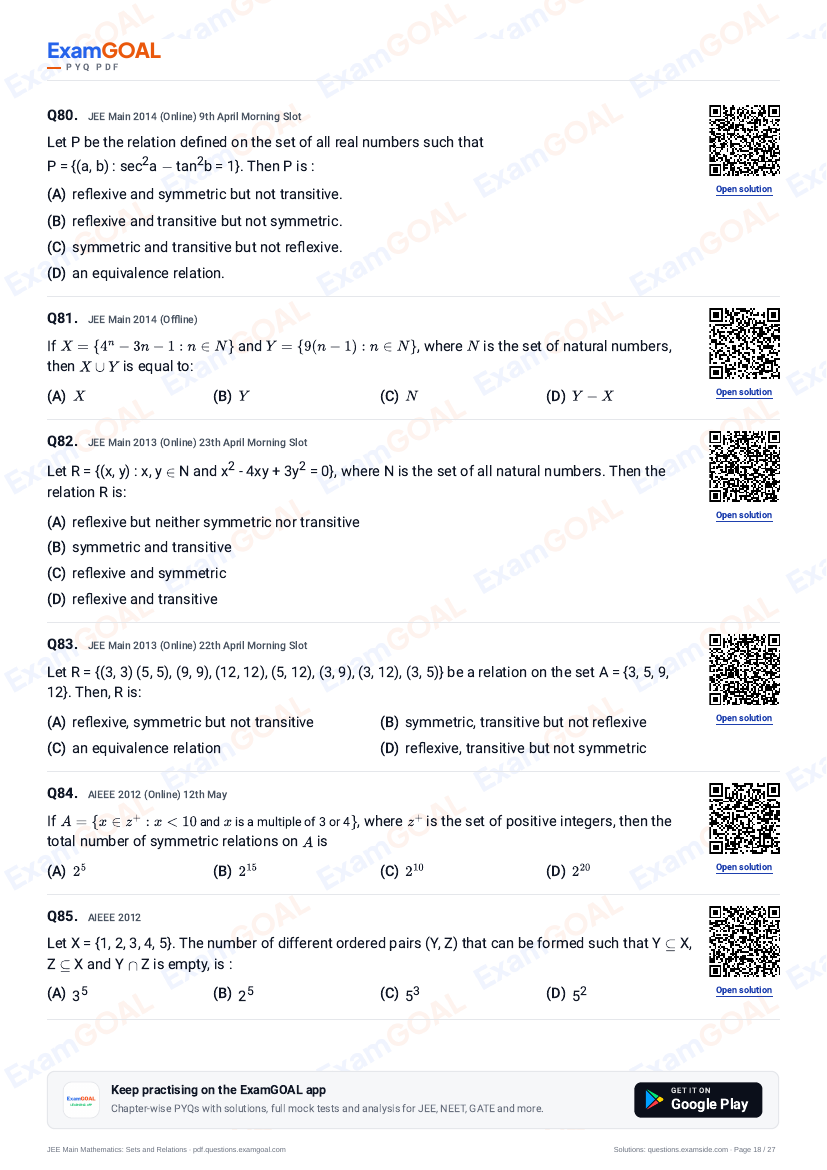 ExamGOAL
PYQ PDF
Q80. JEE Main 2014 (Online) 9th April Morning Slot
Let P be the relation defined on the set of all real numbers such that
P = {(a, b) : sec²a − tan²b = 1}. Then P is :
(A) reflexive and symmetric but not transitive.
(B) reflexive and transitive but not symmetric.
(C) symmetric and transitive but not reflexive.
(D) an equivalence relation.
Open solution
Q81. JEE Main 2014 (Offline)
If X = {4ⁿ − 3n − 1 : n ∈ N} and Y = {9(n − 1) : n ∈ N}, where N is the set of natural numbers,
then X ∪ Y is equal to:
(A) X (B) Y (C) N (D) Y − X
Open solution
Q82. JEE Main 2013 (Online) 23th April Morning Slot
Let R = {(x, y) : x, y ∈ N and x² - 4xy + 3y² = 0}, where N is the set of all natural numbers. Then the
relation R is:
(A) reflexive but neither symmetric nor transitive
(B) symmetric and transitive
(C) reflexive and symmetric
(D) reflexive and transitive
Open solution
Q83. JEE Main 2013 (Online) 22th April Morning Slot
Let R = {(3, 3) (5, 5), (9, 9), (12, 12), (5, 12), (3, 9), (3, 12), (3, 5)} be a relation on the set A = {3, 5, 9,
12}. Then, R is:
(A) reflexive, symmetric but not transitive (B) symmetric, transitive but not reflexive
(C) an equivalence relation (D) reflexive, transitive but not symmetric
Open solution
Q84. AIEEE 2012 (Online) 12th May
If A = {x ∈ z⁺ : x < 10 and x is a multiple of 3 or 4}, where z⁺ is the set of positive integers, then the
total number of symmetric relations on A is
(A) 2⁵ (B) 2¹⁵ (C) 2¹⁰ (D) 2²⁰
Open solution
Q85. AIEEE 2012
Let X = {1, 2, 3, 4, 5}. The number of different ordered pairs (Y, Z) that can be formed such that Y ⊆ X,
Z ⊆ X and Y ∩ Z is empty, is :
(A) 3⁵ (B) 2⁵ (C) 5³ (D) 5²
Open solution
ExamGOAL
Keep practising on the ExamGOAL app
Chapter-wise PYQs with solutions, full mock tests and analysis for JEE, NEET, GATE and more.
GET IT ON
Google Play
JEE Main Mathematics: Sets and Relations · pdf.questions.examgoal.com
Solutions: questions.examside.com · Page 18 / 27